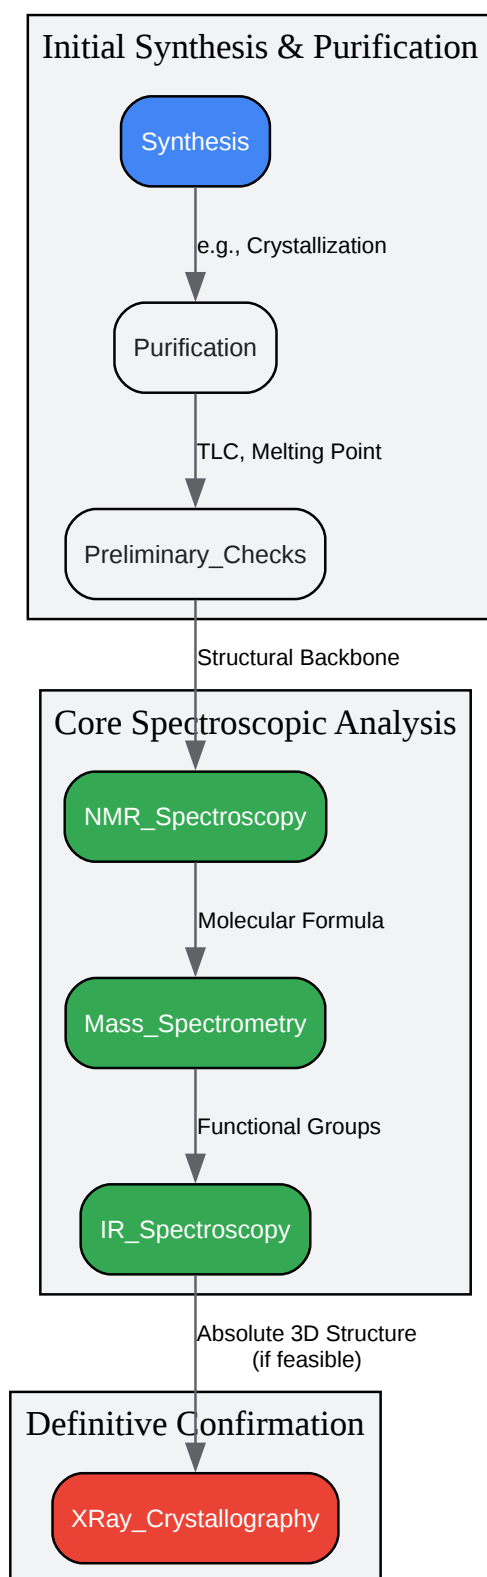 Initial Synthesis & Purification
Synthesis
e.g., Crystallization
Purification
TLC, Melting Point
Preliminary_Checks
Structural Backbone
Core Spectroscopic Analysis
NMR_Spectroscopy
Molecular Formula
Mass_Spectrometry
Functional Groups
IR_Spectroscopy
Absolute 3D Structure
(if feasible)
Definitive Confirmation
XRay_Crystallography